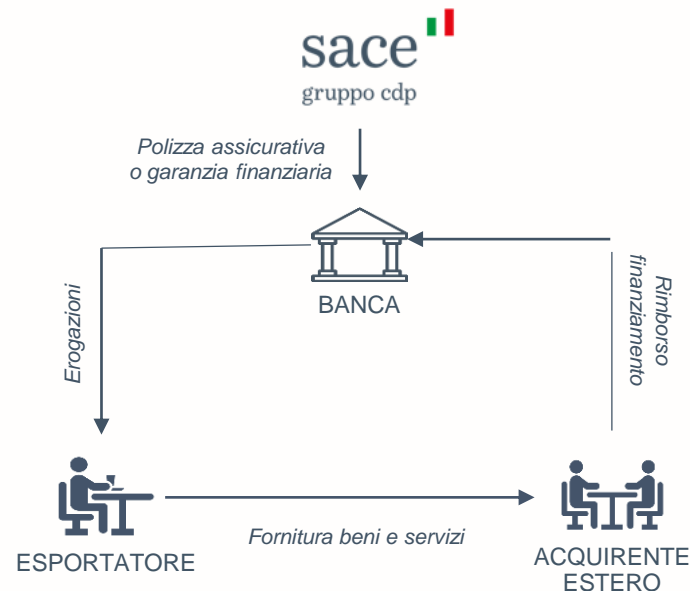 sace
gruppo cdp
Polizza assicurativa
o garanzia finanziaria
BANCA
Erogazioni
Rimborso
finanziamento
ESPORTATORE
Fornitura beni e servizi
ACQUIRENTE
ESTERO